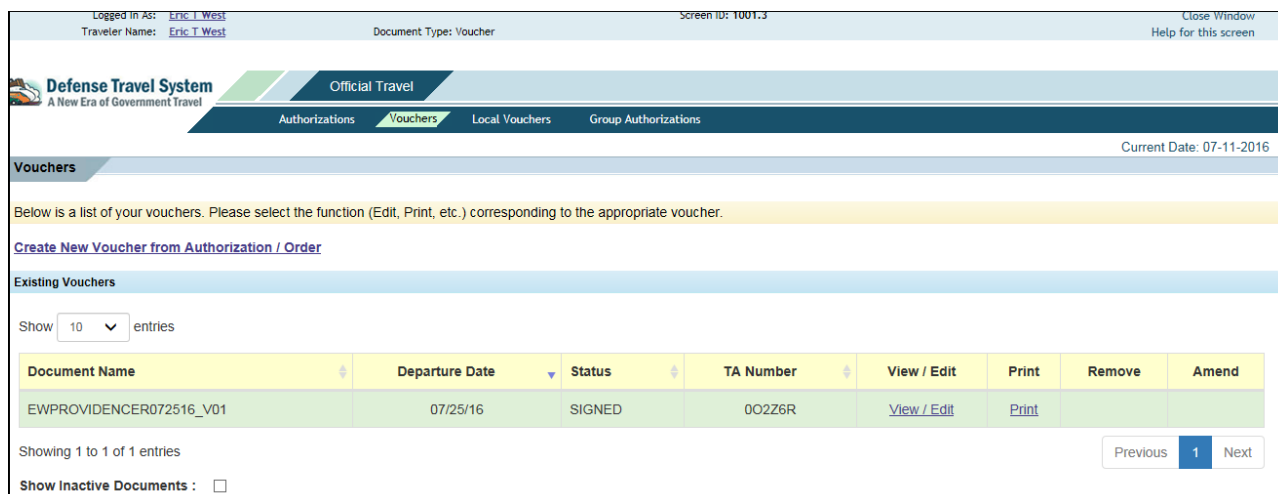 Logged In As: Eric T West Screen ID: 1001.3 Close Window
Traveler Name: Eric T West Document Type: Voucher Help for this screen
Defense Travel System
A New Era of Government Travel
Official Travel
Authorizations Vouchers Local Vouchers Group Authorizations
Current Date: 07-11-2016
Vouchers
Below is a list of your vouchers. Please select the function (Edit, Print, etc.) corresponding to the appropriate voucher.
Create New Voucher from Authorization / Order
Existing Vouchers
Show 10 entries
Document Name Departure Date Status TA Number View / Edit Print Remove Amend
EWPROVIDENCER072516_V01 07/25/16 SIGNED 0O2Z6R View / Edit Print
Showing 1 to 1 of 1 entries Previous 1 Next
Show Inactive Documents :